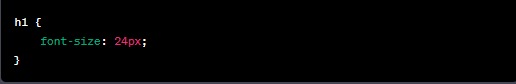 h1 {
    font-size: 24px;
}